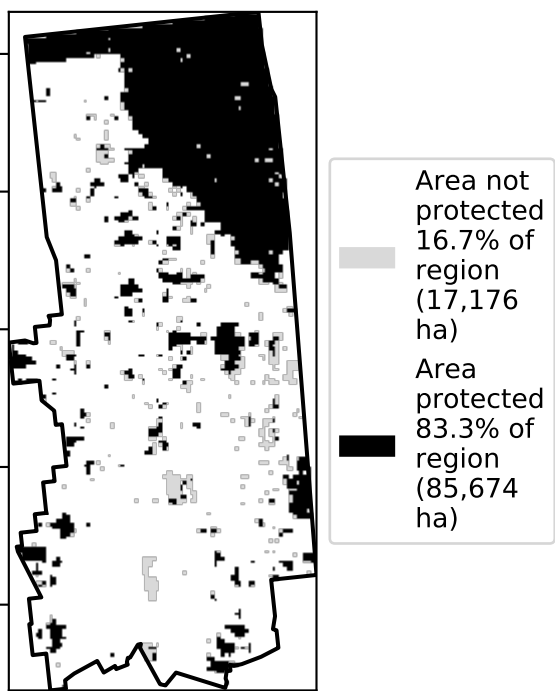 Area not
protected
16.7% of
region
(17,176
ha)
Area
protected
83.3% of
region
(85,674
ha)